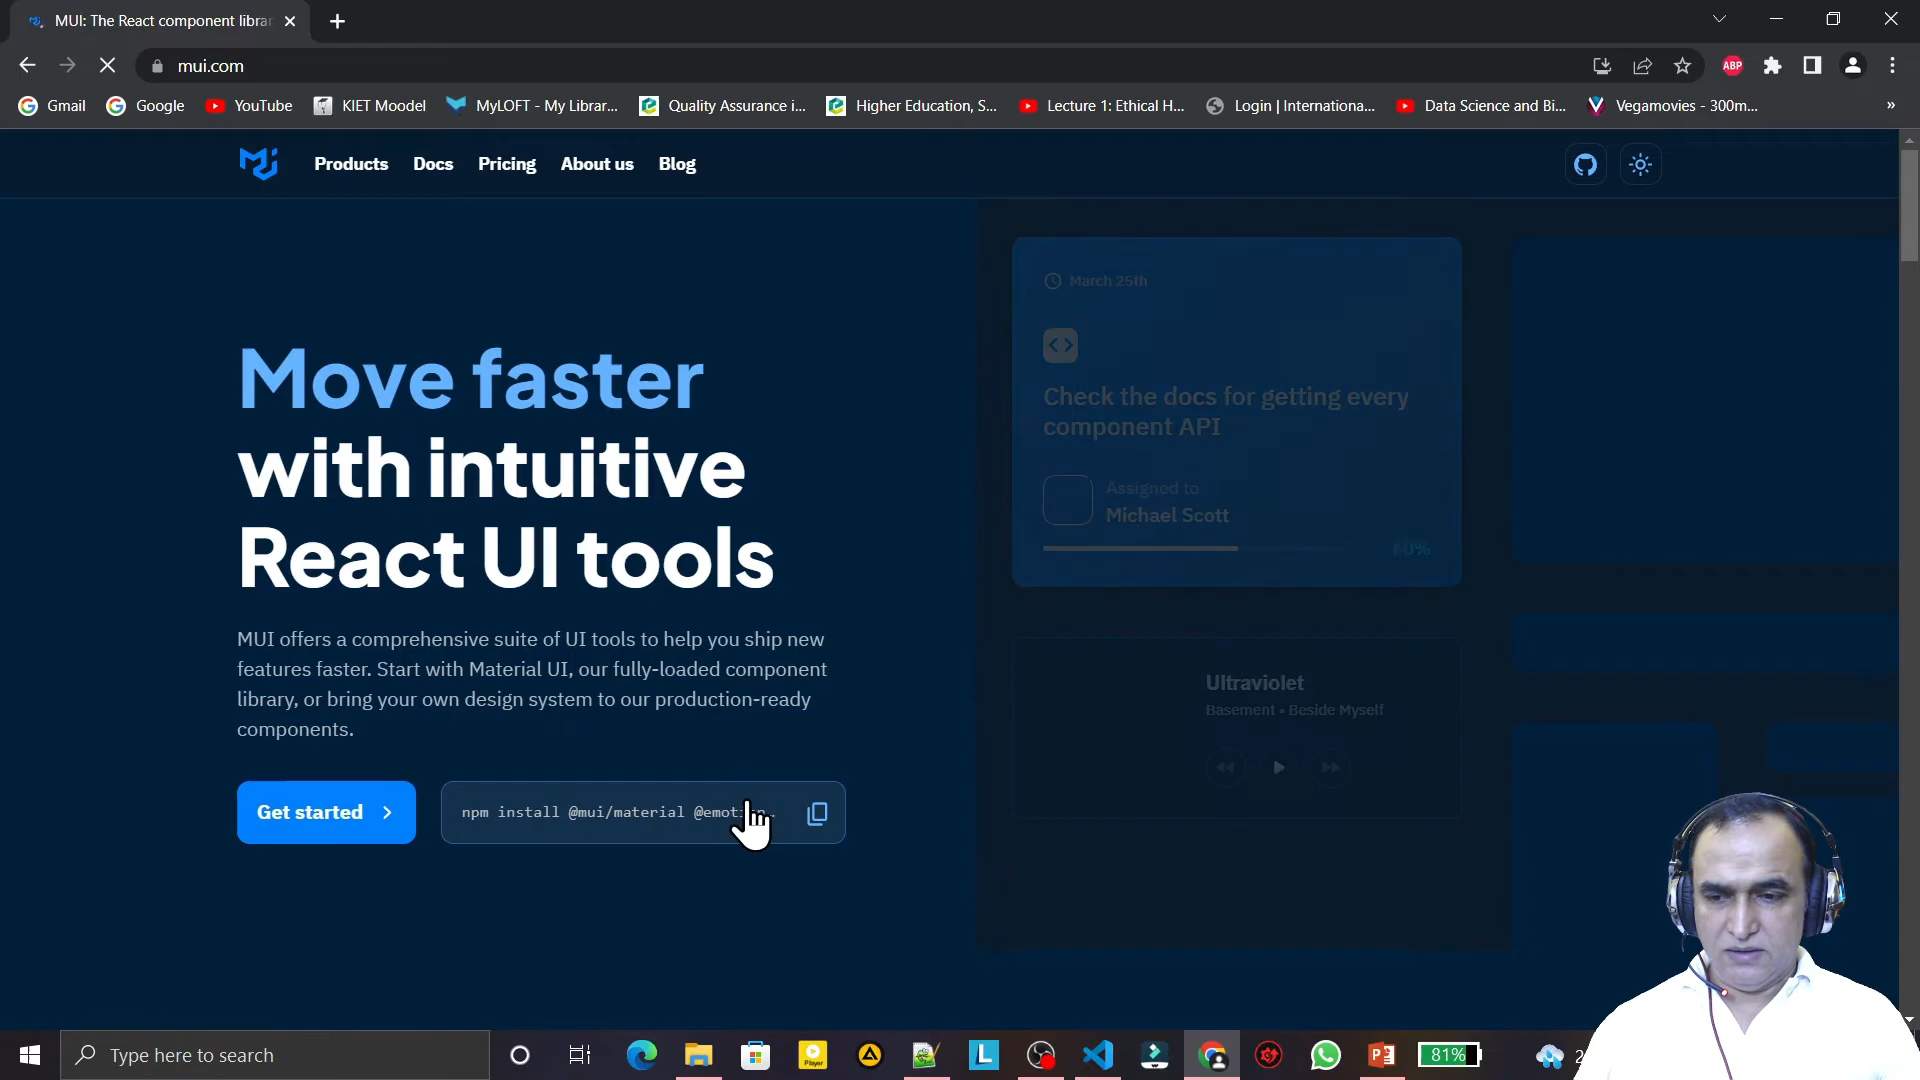 MUI: The React component librar
mui.com
ABP
Gmail
Google
YouTube
KIET Moodel
MyLOFT - My Librar...
Quality Assurance i...
Higher Education, S...
Lecture 1: Ethical H...
Login | Internationa...
Data Science and Bi...
Vegamovies - 300m...
»
Products
Docs
Pricing
About us
Blog
Move faster
with intuitive
React UI tools
MUI offers a comprehensive suite of UI tools to help you ship new
features faster. Start with Material UI, our fully-loaded component
library, or bring your own design system to our production-ready
components.
Get started
npm install @mui/material
March 25th
Check the docs for getting every
component API
Assigned to
Michael Scott
60%
Ultraviolet
Basement • Beside Myself
Type here to search
Player
L
81%
2